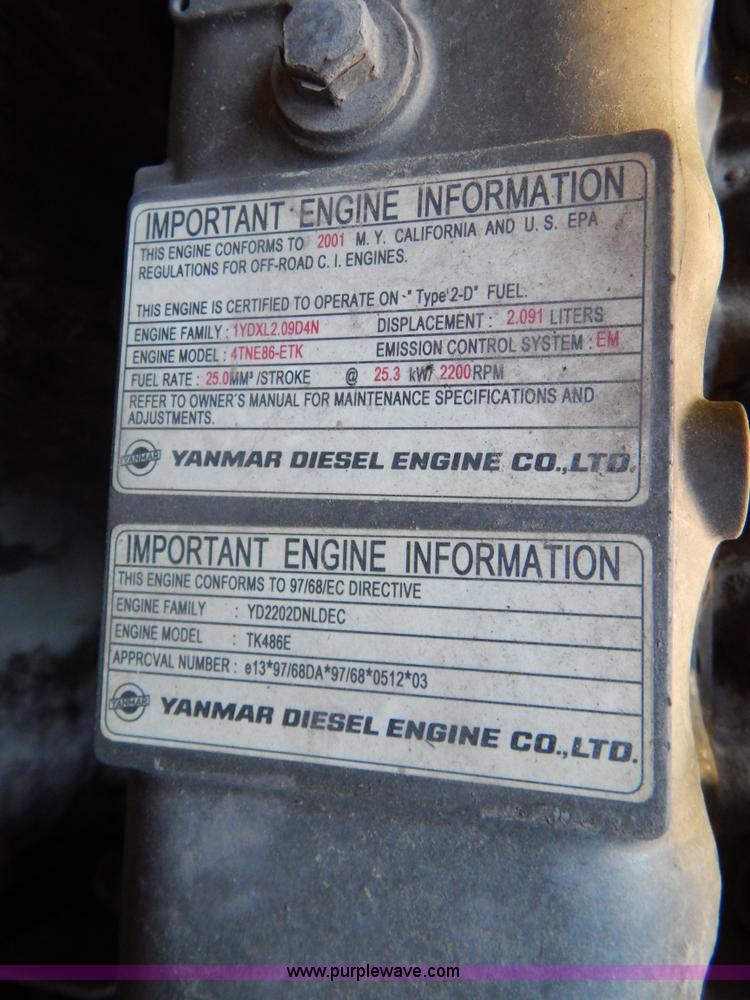 IMPORTANT ENGINE INFORMATION
THIS ENGINE CONFORMS TO 2001 M. Y. CALIFORNIA AND U. S. EPA
REGULATIONS FOR OFF-ROAD C. I. ENGINES.
THIS ENGINE IS CERTIFIED TO OPERATE ON "Type 2-D" FUEL.
ENGINE FAMILY : 1YDXL2.09D4N DISPLACEMENT : 2.091 LITERS
ENGINE MODEL : 4TNE86-ETK EMISSION CONTROL SYSTEM : EM
FUEL RATE : 25.0MM³/STROKE @ 25.3 kW/ 2200RPM
REFER TO OWNER'S MANUAL FOR MAINTENANCE SPECIFICATIONS AND
ADJUSTMENTS.
YANMAR YANMAR DIESEL ENGINE CO.,LTD.
IMPORTANT ENGINE INFORMATION
THIS ENGINE CONFORMS TO 97/68/EC DIRECTIVE
ENGINE FAMILY : YD2202DNLDEC
ENGINE MODEL : TK486E
APPRCVAL NUMBER : e13*97/68DA*97/68*0512*03
YANMAR YANMAR DIESEL ENGINE CO.,LTD.
www.purplewave.com